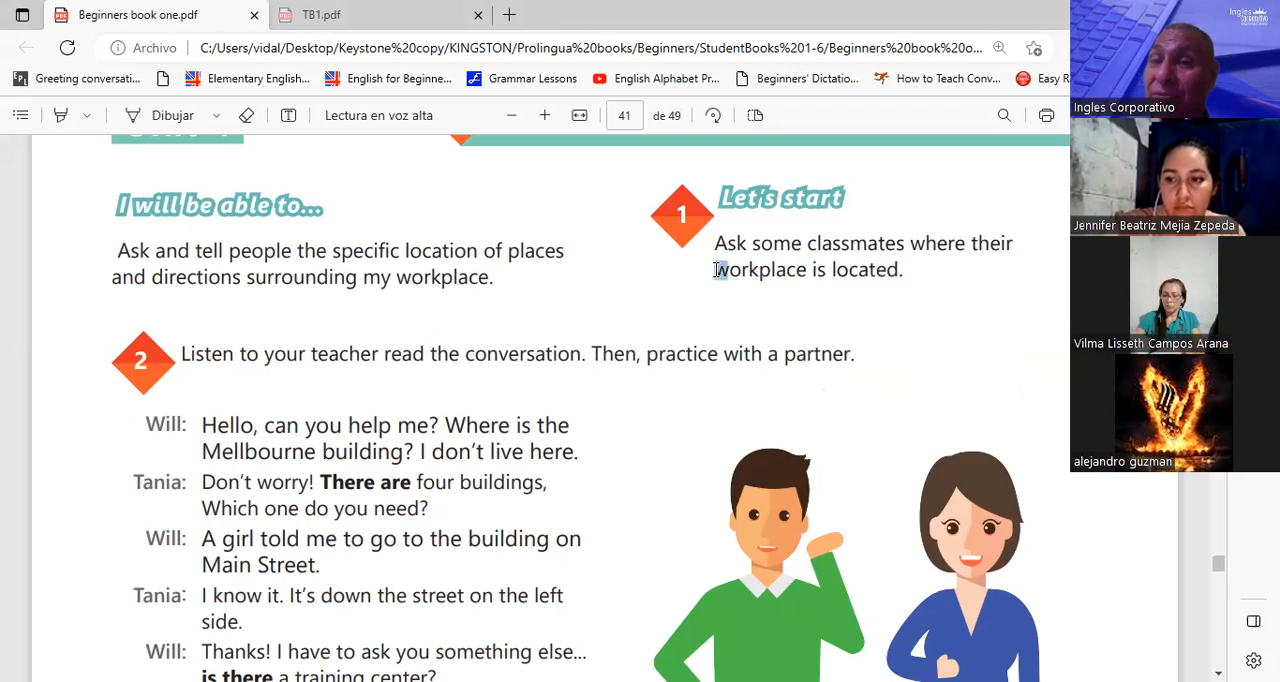 Beginners book one.pdf
TB1.pdf
Archivo
C:/Users/vidal/Desktop/Keystone%20copy/KINGSTON/Prolingua%20books/Beginners/StudentBooks%201-6/Beginners%20book%20o...
Greeting conversati...
Elementary English...
English for Beginne...
Grammar Lessons
English Alphabet Pr...
Beginners' Dictatio...
How to Teach Conv...
Easy R
Dibujar
Lectura en voz alta
41
de 49
I will be able to...
Ask and tell people the specific location of places
and directions surrounding my workplace.
1
Let's start
Ask some classmates where their
workplace is located.
2
Listen to your teacher read the conversation. Then, practice with a partner.
Will: Hello, can you help me? Where is the
Mellbourne building? I don't live here.
Tania: Don't worry! There are four buildings,
Which one do you need?
Will: A girl told me to go to the building on
Main Street.
Tania: I know it. It's down the street on the left
side.
Will: Thanks! I have to ask you something else...
is there a training center?
Ingles Corporativo
Jennifer Beatriz Mejia Zepeda
Vilma Lisseth Campos Arana
alejandro guzman